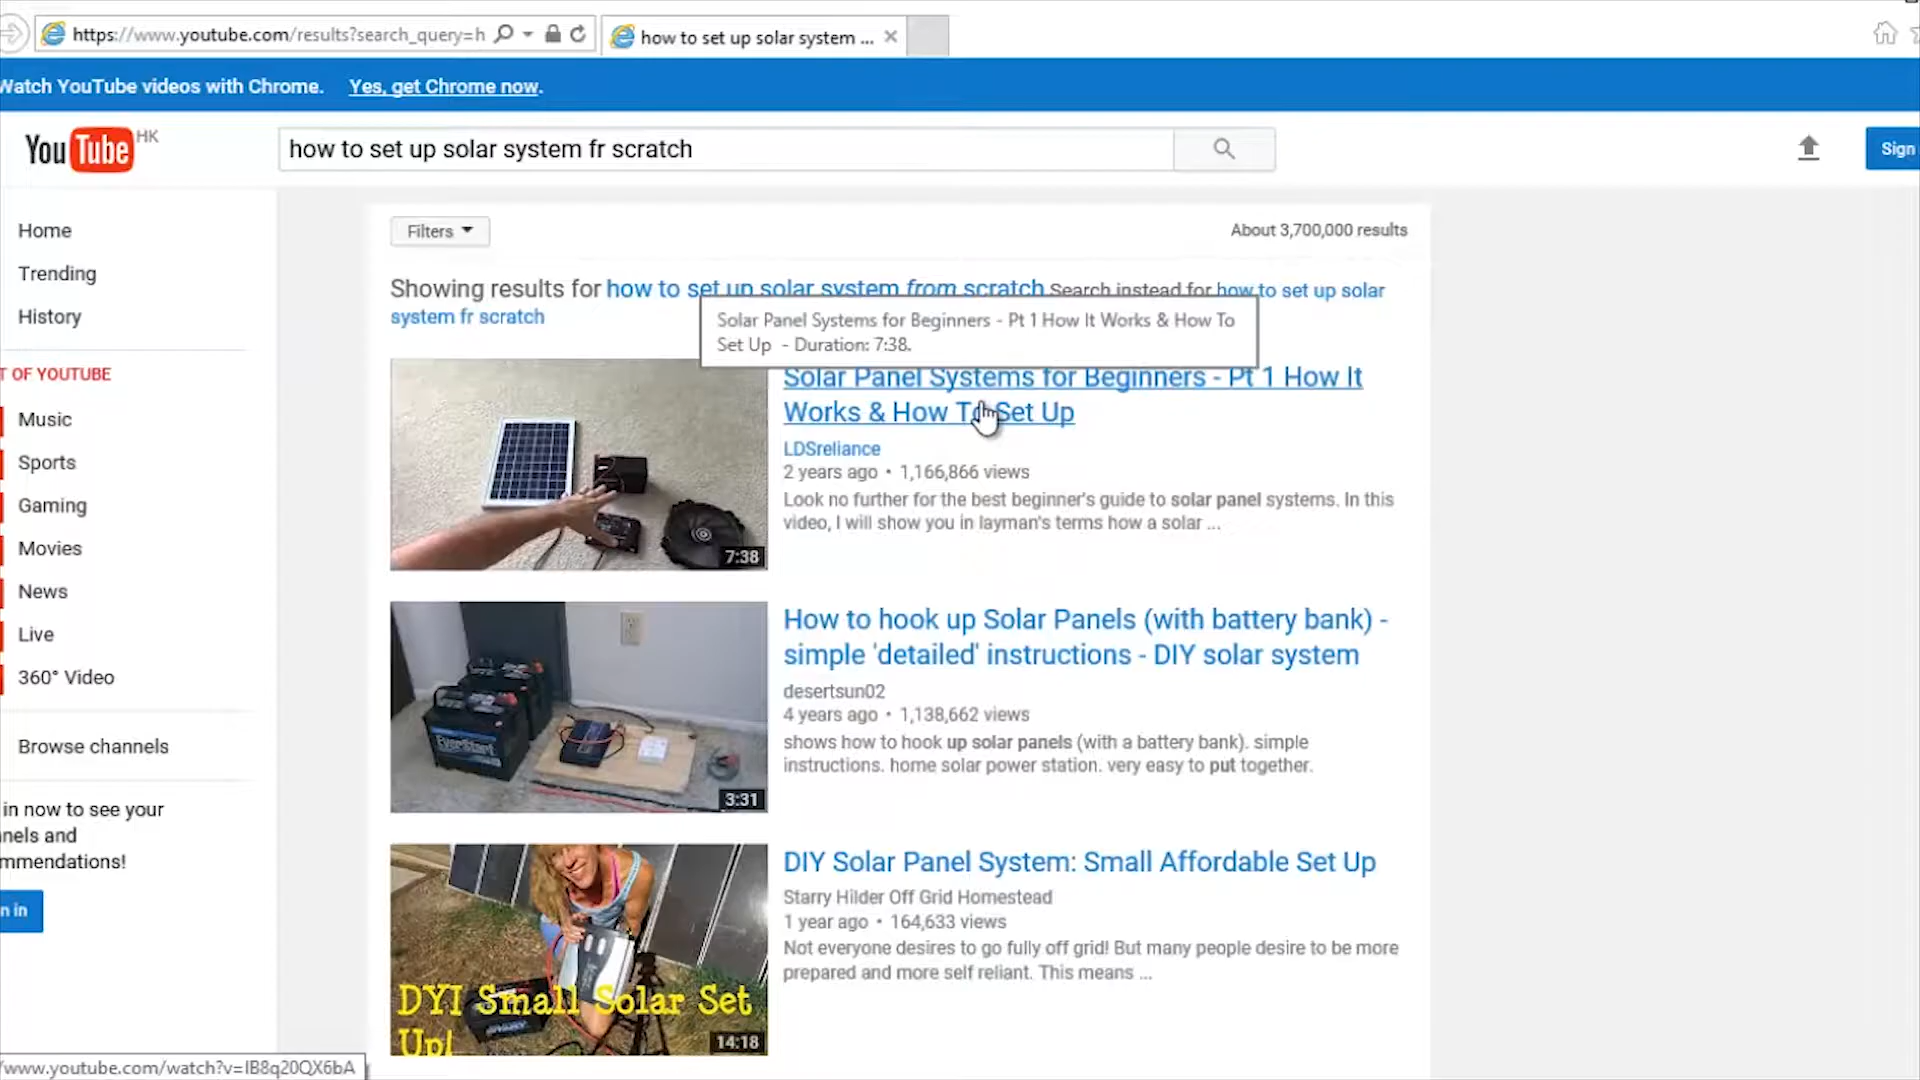 https://www.youtube.com/results?search_query=h
how to set up solar system ...
Watch YouTube videos with Chrome. Yes, get Chrome now.
YouTube HK
how to set up solar system fr scratch
Sign
Home
Trending
History
T OF YOUTUBE
Music
Sports
Gaming
Movies
News
Live
360° Video
Browse channels
in now to see your
nels and
mmendations!
n in
Filters
About 3,700,000 results
Showing results for how to set up solar system from scratch Search instead for how to set up solar
system fr scratch
Solar Panel Systems for Beginners - Pt 1 How It Works & How To
Set Up - Duration: 7:38.
Solar Panel Systems for Beginners - Pt 1 How It
Works & How To Set Up
LDSreliance
2 years ago • 1,166,866 views
Look no further for the best beginner's guide to solar panel systems. In this
video, I will show you in layman's terms how a solar ...
7:38
How to hook up Solar Panels (with battery bank) -
simple 'detailed' instructions - DIY solar system
desertsun02
4 years ago • 1,138,662 views
shows how to hook up solar panels (with a battery bank). simple
instructions. home solar power station. very easy to put together.
EverStart
3:31
DIY Solar Panel System: Small Affordable Set Up
Starry Hilder Off Grid Homestead
1 year ago • 164,633 views
Not everyone desires to go fully off grid! But many people desire to be more
prepared and more self reliant. This means ...
DYI Small Solar Set
Up!
14:18
/www.youtube.com/watch?v=IB8q20QX6bA